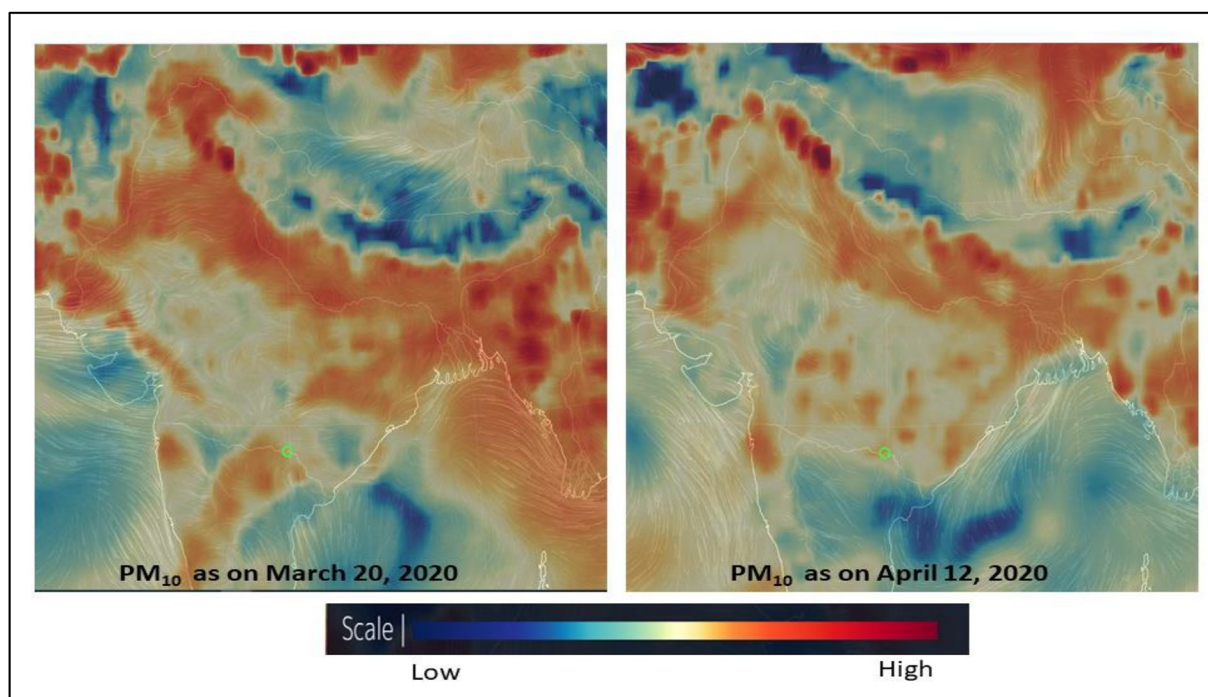 PM₁₀ as on March 20, 2020
PM₁₀ as on April 12, 2020
Scale |
Low
High